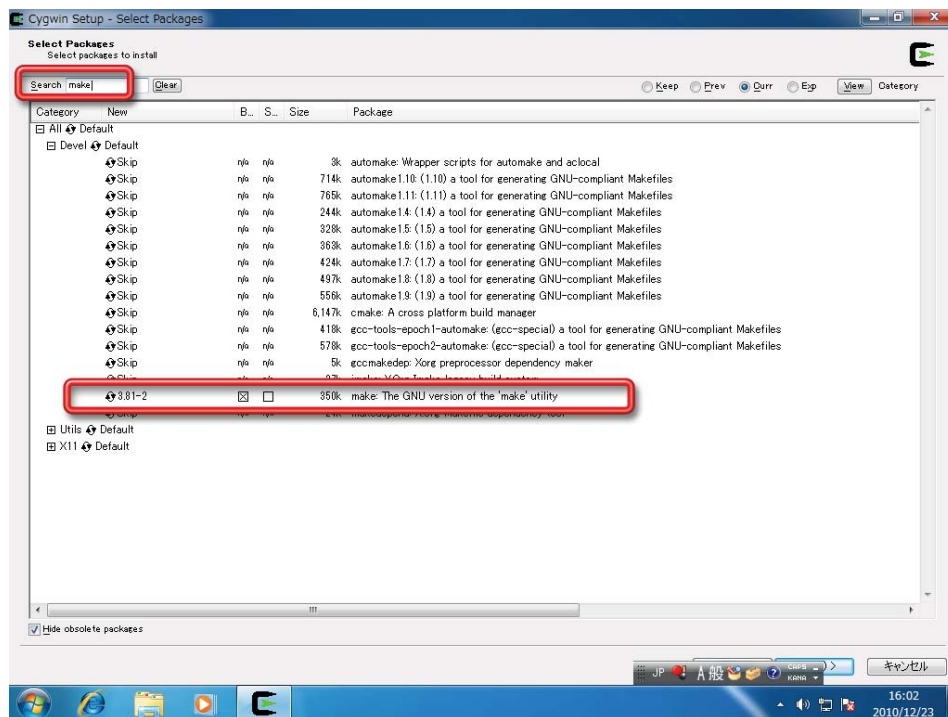 Cygwin Setup - Select Packages
Select Packages
Select packages to install
Search make Clear Keep Prev Curr Exp View Category
Category New B... S... Size Package
All Default
Devel Default
Skip n/a n/a 3k automake: Wrapper scripts for automake and aclocal
Skip n/a n/a 714k automake1.10: (1.10) a tool for generating GNU-compliant Makefiles
Skip n/a n/a 765k automake1.11: (1.11) a tool for generating GNU-compliant Makefiles
Skip n/a n/a 244k automake1.4: (1.4) a tool for generating GNU-compliant Makefiles
Skip n/a n/a 328k automake1.5: (1.5) a tool for generating GNU-compliant Makefiles
Skip n/a n/a 363k automake1.6: (1.6) a tool for generating GNU-compliant Makefiles
Skip n/a n/a 424k automake1.7: (1.7) a tool for generating GNU-compliant Makefiles
Skip n/a n/a 497k automake1.8: (1.8) a tool for generating GNU-compliant Makefiles
Skip n/a n/a 556k automake1.9: (1.9) a tool for generating GNU-compliant Makefiles
Skip n/a n/a 6,147k cmake: A cross platform build manager
Skip n/a n/a 418k gcc-tools-epoch1-automake: (gcc-special) a tool for generating GNU-compliant Makefiles
Skip n/a n/a 578k gcc-tools-epoch2-automake: (gcc-special) a tool for generating GNU-compliant Makefiles
Skip n/a n/a 5k gccmakedep: Xorg preprocessor dependency maker
3.81-2 350k make: The GNU version of the 'make' utility
Utils Default
X11 Default
Hide obsolete packages
キャンセル
JP A 般 CAPS KANA
16:02
2010/12/23